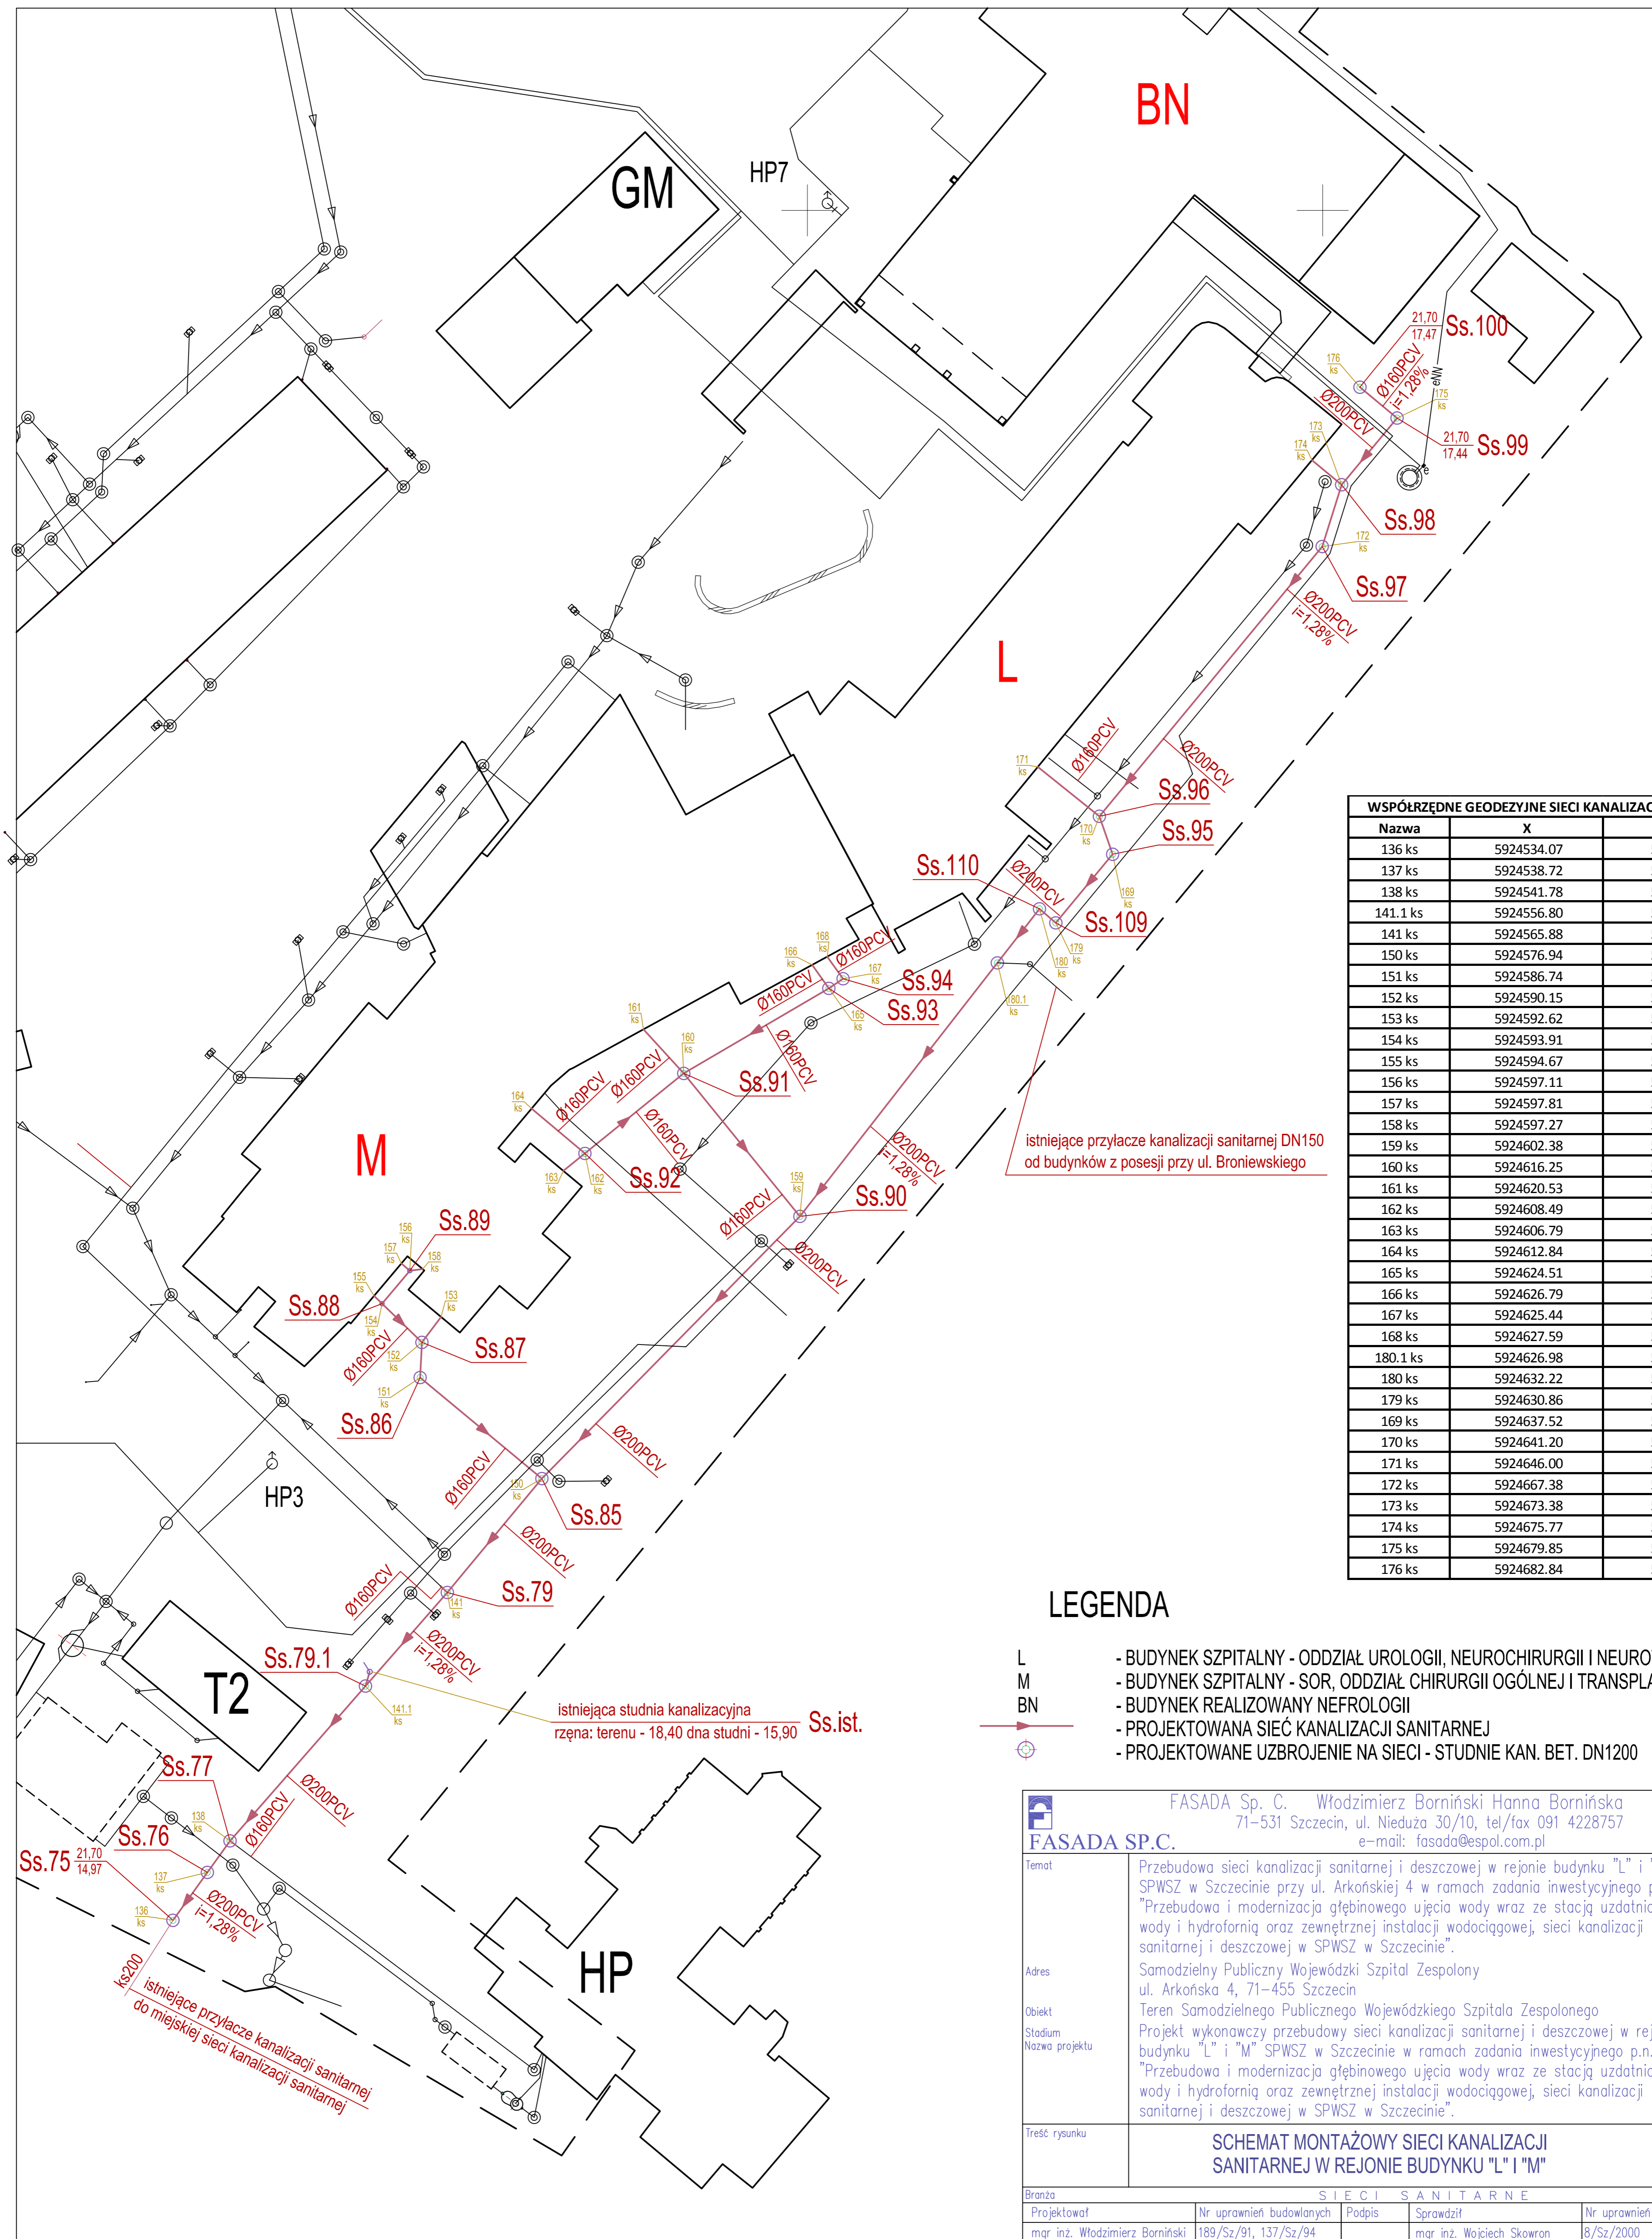 BN
GM
HP7
21,70
17,47
Ss.100
176
ks
Ø160PCV
i=1,28%
eNN
Ø200PCV
175
ks
173
ks
21,70
17,44
Ss.99
174
ks
e
Ss.98
172
ks
Ss.97
Ø200PCV
i=1,28%
L
Ø160PCV
Ø200PCV
171
ks
Ss.96
170
ks
Ss.95
Ss.110
Ø200PCV
169
ks
Ss.109
179
ks
180
ks
168
ks
Ø160PCV
166
ks
167
ks
Ss.94
Ø160PCV
Ss.93
165
ks
180.1
ks
161
ks
160
ks
Ø160PCV
Ø160PCV
Ss.91
Ø160PCV
164
ks
Ø160PCV
M
istniejące przyłacze kanalizacji sanitarnej DN150
od budynków z posesji przy ul. Broniewskiego
Ø200PCV
i=1,28%
163
ks
162
ks
Ss.92
159
ks
Ss.90
Ø160PCV
Ø200PCV
156
ks
Ss.89
157
ks
158
ks
155
ks
Ss.88
153
ks
154
ks
Ss.87
Ø160PCV
152
ks
151
ks
Ss.86
Ø200PCV
Ø160PCV
HP3
150
ks
Ss.85
Ø200PCV
Ø160PCV
Ss.79
141
ks
Ø200PCV
i=1,28%
Ss.79.1
T2
141.1
ks
istniejąca studnia kanalizacyjna
rzęna: terenu - 18,40 dna studni - 15,90
Ss.ist.
Ss.77
Ø200PCV
138
ks
Ø160PCV
Ss.76
Ss.75
21,70
14,97
137
ks
136
ks
Ø200PCV
i=1,28%
ks200
istniejące przyłacze kanalizacji sanitarnej
do miejskiej sieci kanalizacji sanitarnej
HP
WSPÓŁRZĘDNE GEODEZYJNE SIECI KANALIZAC
Nazwa X
136 ks 5924534.07
137 ks 5924538.72
138 ks 5924541.78
141.1 ks 5924556.80
141 ks 5924565.88
150 ks 5924576.94
151 ks 5924586.74
152 ks 5924590.15
153 ks 5924592.62
154 ks 5924593.91
155 ks 5924594.67
156 ks 5924597.11
157 ks 5924597.81
158 ks 5924597.27
159 ks 5924602.38
160 ks 5924616.25
161 ks 5924620.53
162 ks 5924608.49
163 ks 5924606.79
164 ks 5924612.84
165 ks 5924624.51
166 ks 5924626.79
167 ks 5924625.44
168 ks 5924627.59
180.1 ks 5924626.98
180 ks 5924632.22
179 ks 5924630.86
169 ks 5924637.52
170 ks 5924641.20
171 ks 5924646.00
172 ks 5924667.38
173 ks 5924673.38
174 ks 5924675.77
175 ks 5924679.85
176 ks 5924682.84
LEGENDA
L - BUDYNEK SZPITALNY - ODDZIAŁ UROLOGII, NEUROCHIRURGII I NEURO
M - BUDYNEK SZPITALNY - SOR, ODDZIAŁ CHIRURGII OGÓLNEJ I TRANSPLA
BN - BUDYNEK REALIZOWANY NEFROLOGII
- PROJEKTOWANA SIEĆ KANALIZACJI SANITARNEJ
- PROJEKTOWANE UZBROJENIE NA SIECI - STUDNIE KAN. BET. DN1200
FASADA SP.C.
FASADA Sp. C. Włodzimierz Borniński Hanna Bornińska
71-531 Szczecin, ul. Nieduża 30/10, tel/fax 091 4228757
e-mail: fasada@espol.com.pl
Temat
Przebudowa sieci kanalizacji sanitarnej i deszczowej w rejonie budynku "L" i "
SPWSZ w Szczecinie przy ul. Arkońskiej 4 w ramach zadania inwestycyjnego p
"Przebudowa i modernizacja głębinowego ujęcia wody wraz ze stacją uzdatnic
wody i hydrofornią oraz zewnętrznej instalacji wodociągowej, sieci kanalizacji
sanitarnej i deszczowej w SPWSZ w Szczecinie".
Adres
Samodzielny Publiczny Wojewódzki Szpital Zespolony
ul. Arkońska 4, 71-455 Szczecin
Obiekt
Teren Samodzielnego Publicznego Wojewódzkiego Szpitala Zespolonego
Stadium
Nazwa projektu
Projekt wykonawczy przebudowy sieci kanalizacji sanitarnej i deszczowej w rej
budynku "L" i "M" SPWSZ w Szczecinie w ramach zadania inwestycyjnego p.n.
"Przebudowa i modernizacja głębinowego ujęcia wody wraz ze stacją uzdatnic
wody i hydrofornią oraz zewnętrznej instalacji wodociągowej, sieci kanalizacji
sanitarnej i deszczowej w SPWSZ w Szczecinie".
Treść rysunku
SCHEMAT MONTAŻOWY SIECI KANALIZACJI
SANITARNEJ W REJONIE BUDYNKU "L" I "M"
Branża
SIECI SANITARNE
Projektował Nr uprawnień budowlanych Podpis Sprawdził Nr uprawnień
mgr inż. Włodzimierz Borniński 189/Sz/91, 137/Sz/94 mgr inż. Wojciech Skowron 8/Sz/2000